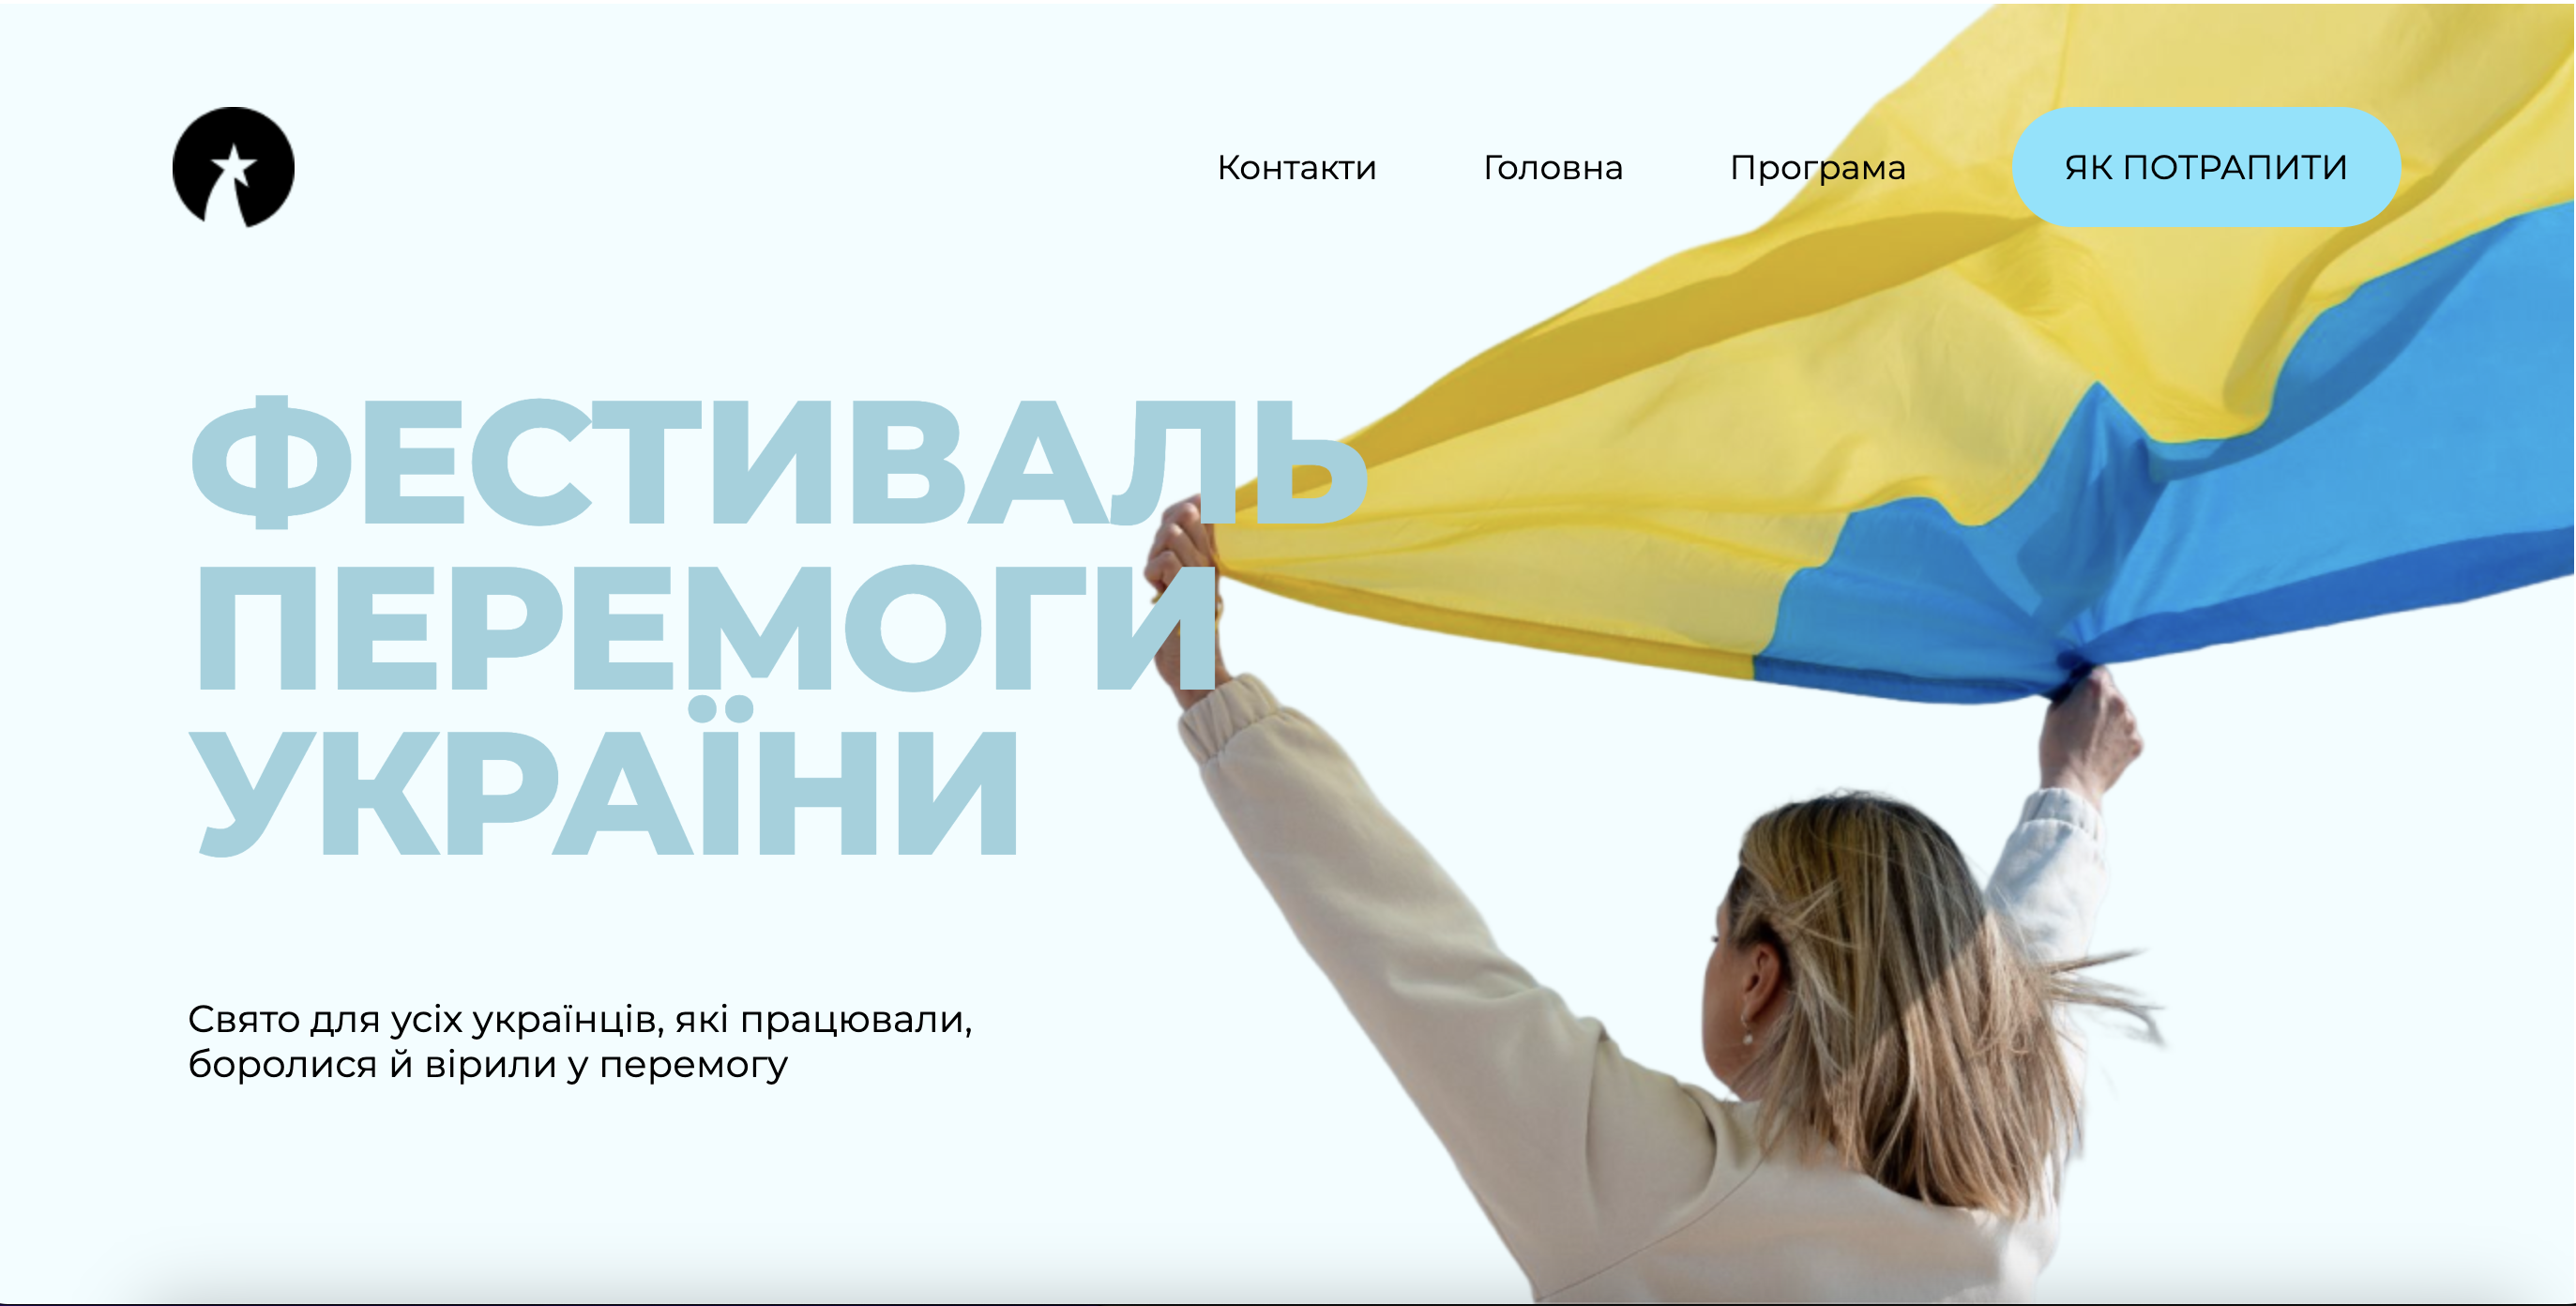 Контакти Головна Програма ЯК ПОТРАПИТИ
ФЕСТИВАЛЬ
ПЕРЕМОГИ
УКРАЇНИ
Свято для усіх українців, які працювали,
боролися й вірили у перемогу